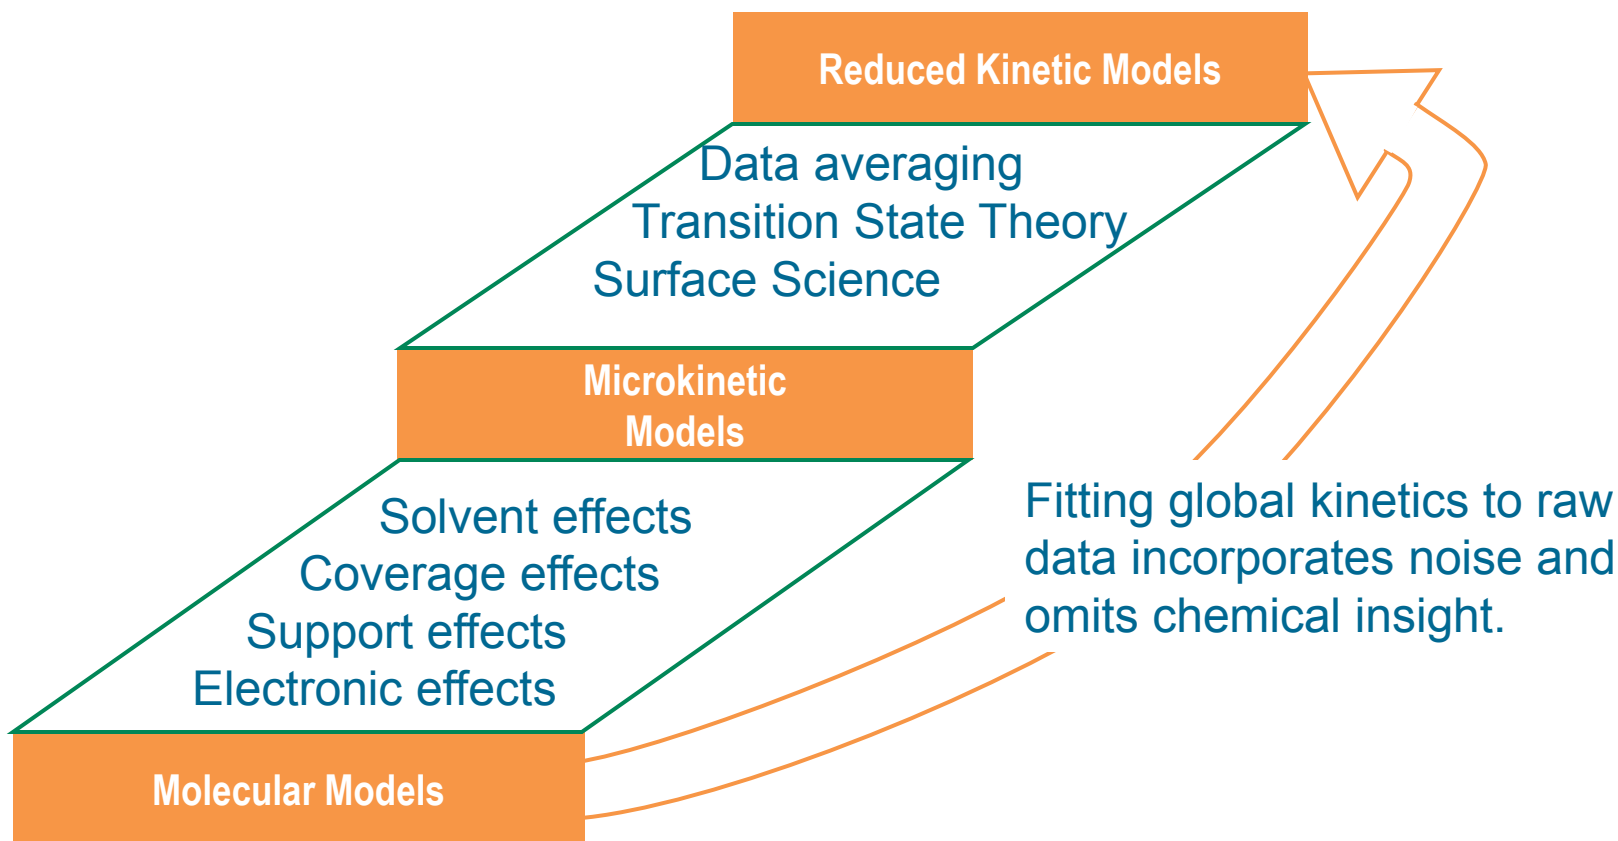 Reduced Kinetic Models
Data averaging
Transition State Theory
Surface Science
Microkinetic
Models
Solvent effects
Coverage effects
Support effects
Electronic effects
Molecular Models
Fitting global kinetics to raw
data incorporates noise and
omits chemical insight.